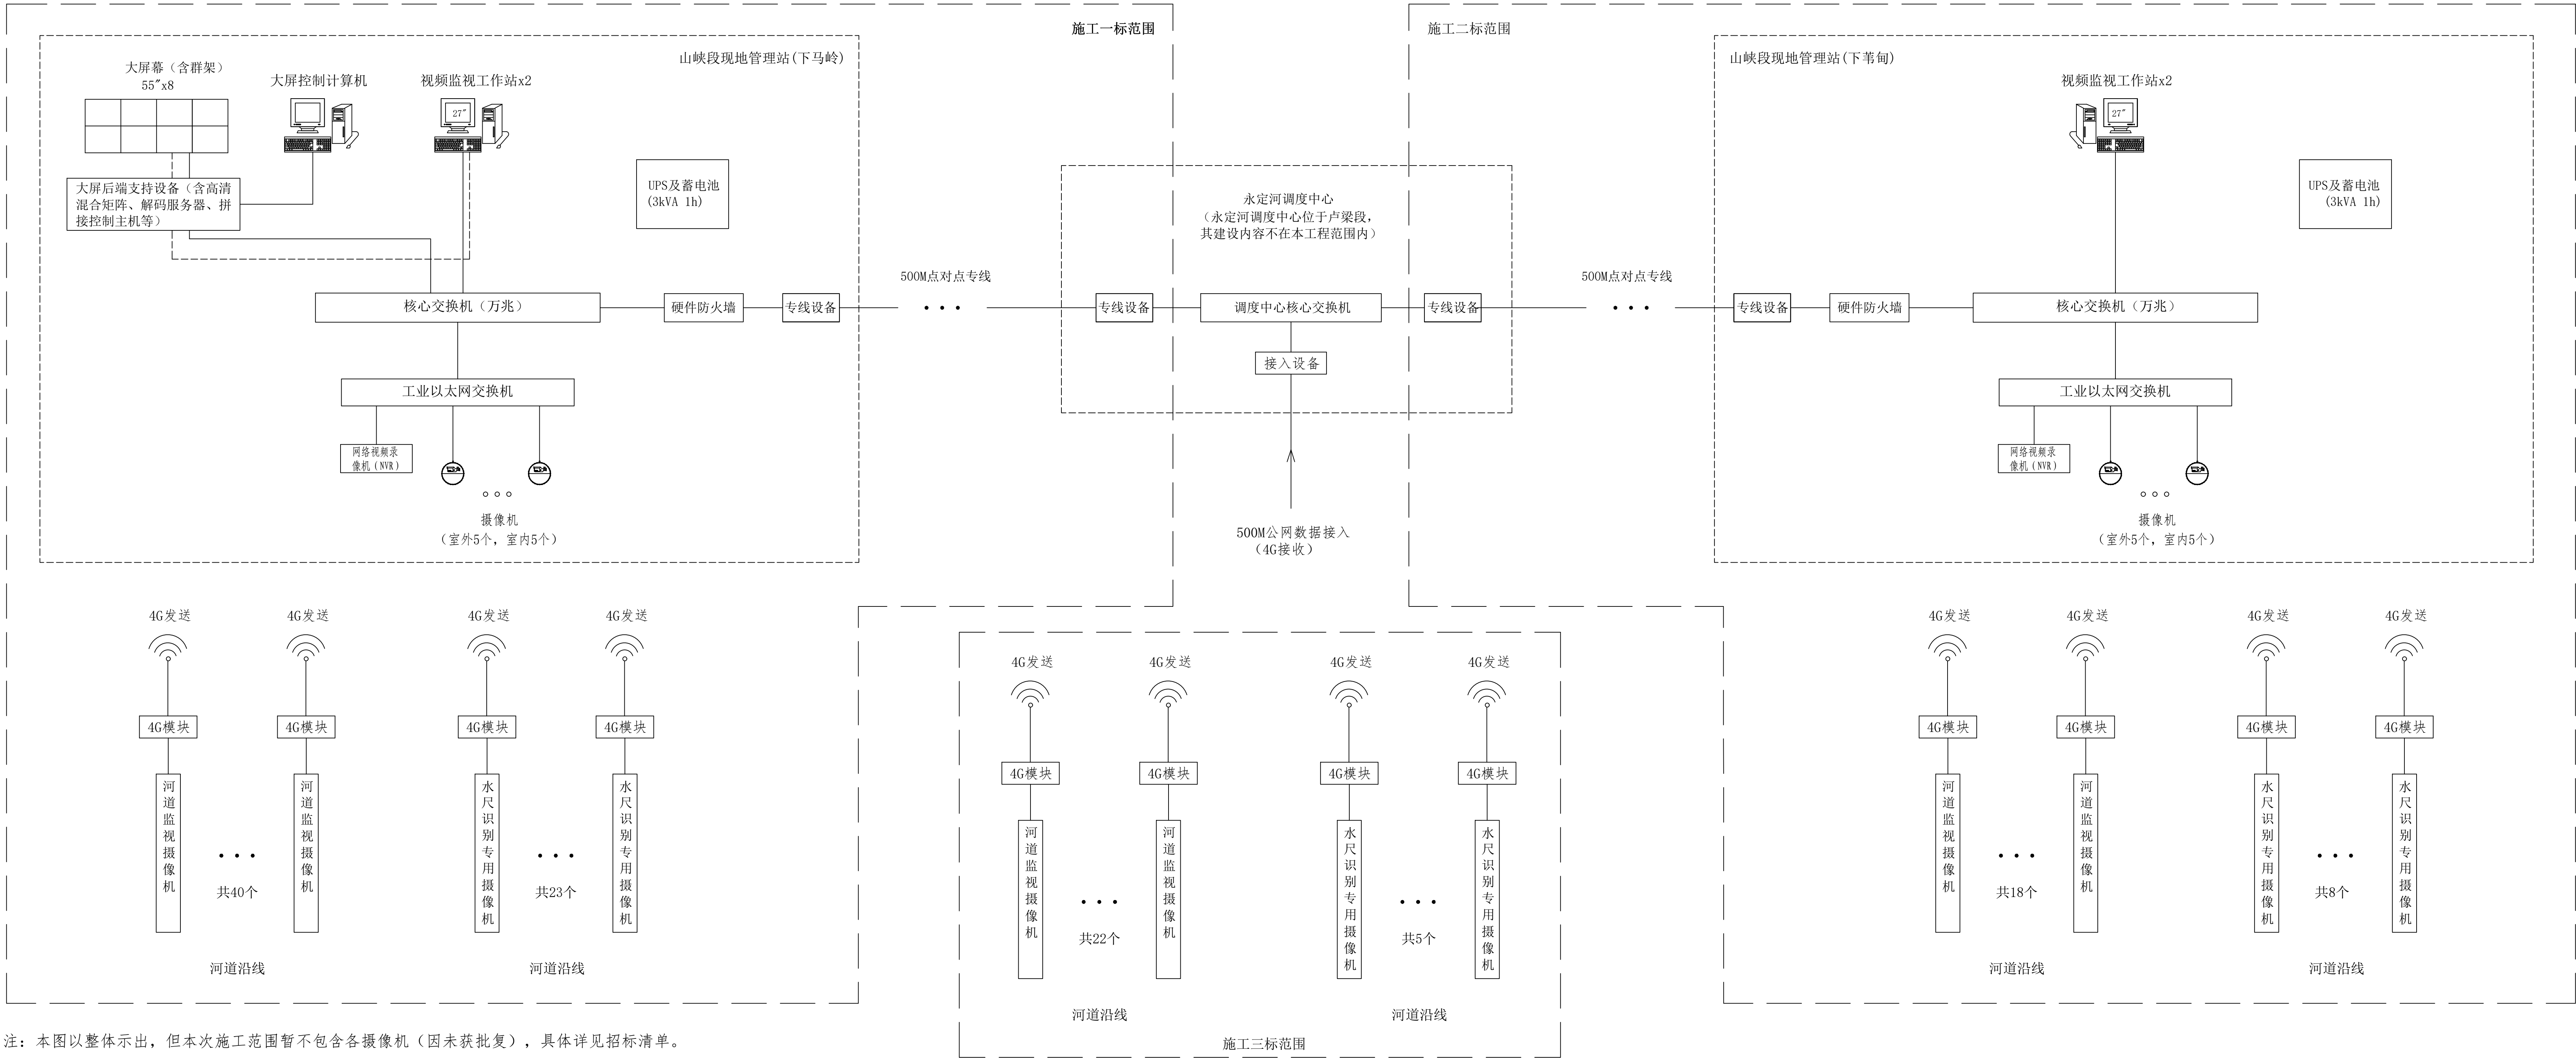 施工一标范围
施工二标范围
山峡段现地管理站(下马岭)
大屏幕（含群架）
55"x8
大屏控制计算机
视频监视工作站x2
27"
大屏后端支持设备（含高清
混合矩阵、解码服务器、拼
接控制主机等）
UPS及蓄电池
(3kVA 1h)
核心交换机（万兆）
硬件防火墙
专线设备
500M点对点专线
工业以太网交换机
网络视频录
像机（NVR）
摄像机
（室外5个，室内5个）
永定河调度中心
（永定河调度中心位于卢梁段，
其建设内容不在本工程范围内）
专线设备
调度中心核心交换机
专线设备
接入设备
500M公网数据接入
（4G接收）
500M点对点专线
山峡段现地管理站(下苇甸)
视频监视工作站x2
27"
UPS及蓄电池
(3kVA 1h)
专线设备
硬件防火墙
核心交换机（万兆）
工业以太网交换机
网络视频录
像机（NVR）
摄像机
（室外5个，室内5个）
4G发送
4G发送
4G发送
4G发送
4G模块
4G模块
4G模块
4G模块
河道监视摄像机
共40个
河道监视摄像机
水尺识别专用摄像机
共23个
水尺识别专用摄像机
河道沿线
河道沿线
4G发送
4G发送
4G发送
4G发送
4G模块
4G模块
4G模块
4G模块
河道监视摄像机
共22个
河道监视摄像机
水尺识别专用摄像机
共5个
水尺识别专用摄像机
河道沿线
河道沿线
施工三标范围
4G发送
4G发送
4G发送
4G发送
4G模块
4G模块
4G模块
4G模块
河道监视摄像机
共18个
河道监视摄像机
水尺识别专用摄像机
共8个
水尺识别专用摄像机
河道沿线
河道沿线
注：本图以整体示出，但本次施工范围暂不包含各摄像机（因未获批复），具体详见招标清单。